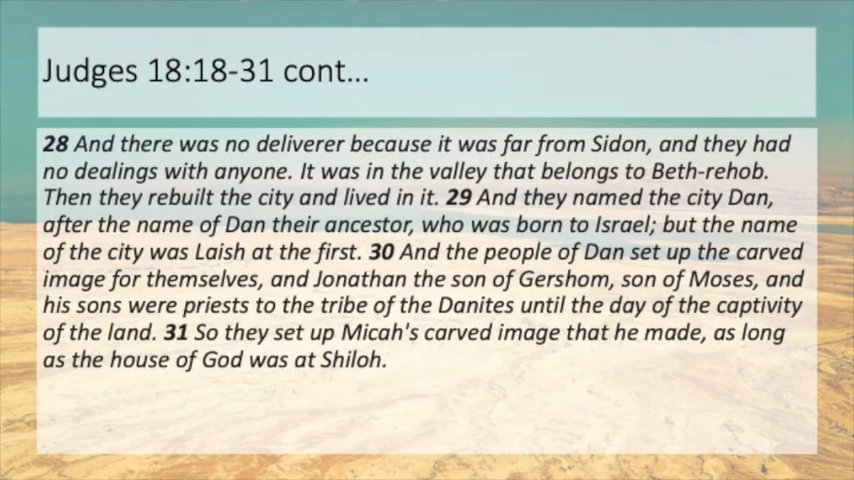 Judges 18:18-31 cont...
28 And there was no deliverer because it was far from Sidon, and they had
no dealings with anyone. It was in the valley that belongs to Beth-rehob.
Then they rebuilt the city and lived in it. 29 And they named the city Dan,
after the name of Dan their ancestor, who was born to Israel; but the name
of the city was Laish at the first. 30 And the people of Dan set up the carved
image for themselves, and Jonathan the son of Gershom, son of Moses, and
his sons were priests to the tribe of the Danites until the day of the captivity
of the land. 31 So they set up Micah's carved image that he made, as long
as the house of God was at Shiloh.